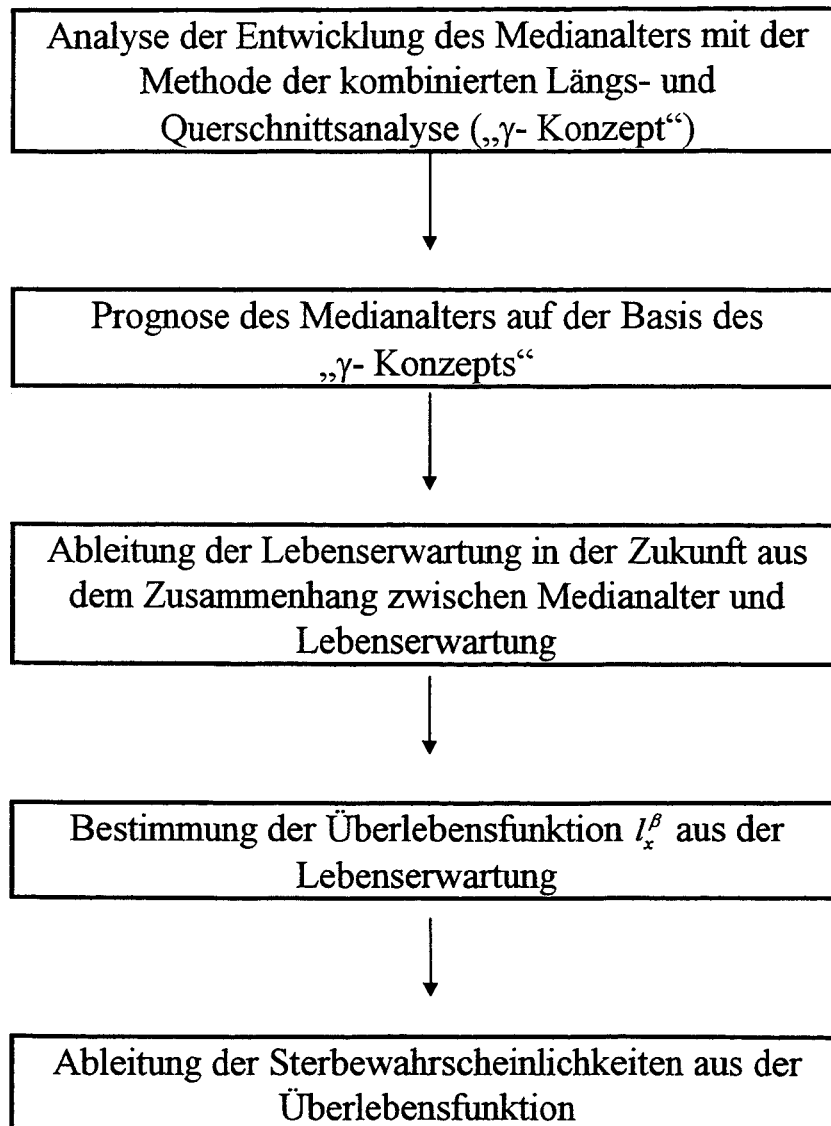 Analyse der Entwicklung des Medianalters mit der
Methode der kombinierten Längs- und
Querschnittsanalyse („γ- Konzept“)
Prognose des Medianalters auf der Basis des
„γ- Konzepts“
Ableitung der Lebenserwartung in der Zukunft aus
dem Zusammenhang zwischen Medianalter und
Lebenserwartung
Bestimmung der Überlebensfunktion $l_x^\beta$ aus der
Lebenserwartung
Ableitung der Sterbewahrscheinlichkeiten aus der
Überlebensfunktion